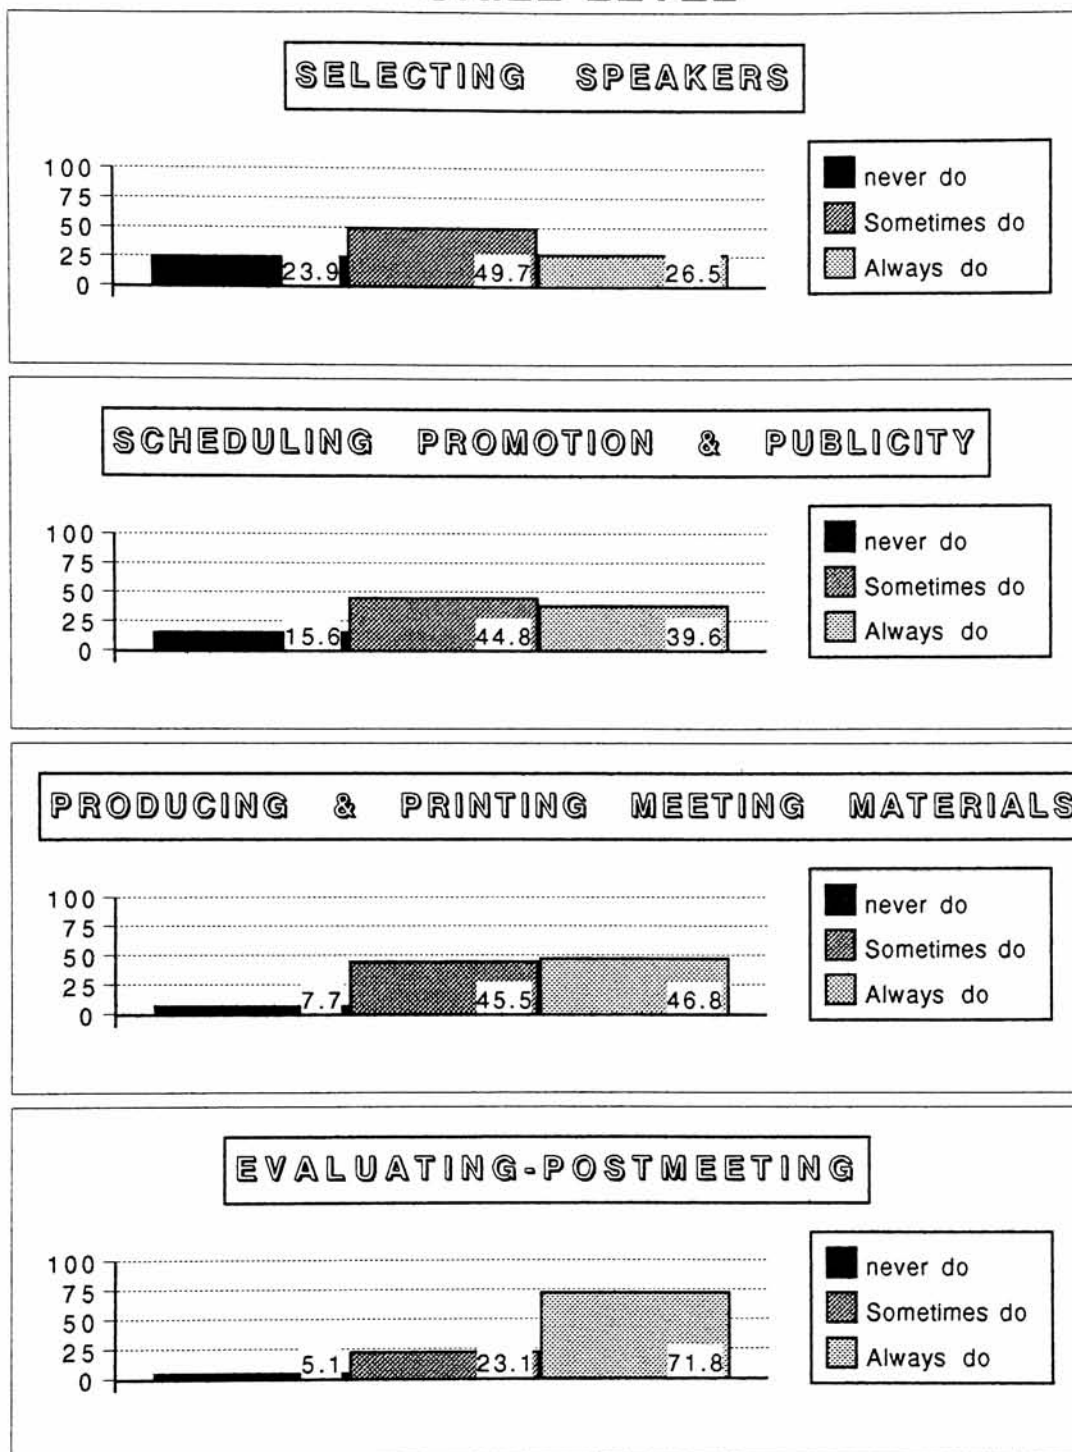 SELECTING SPEAKERS
100
75
50
25
0
23.9
49.7
26.5
never do
Sometimes do
Always do
SCHEDULING PROMOTION & PUBLICITY
100
75
50
25
0
15.6
44.8
39.6
never do
Sometimes do
Always do
PRODUCING & PRINTING MEETING MATERIALS
100
75
50
25
0
7.7
45.5
46.8
never do
Sometimes do
Always do
EVALUATING-POSTMEETING
100
75
50
25
0
5.1
23.1
71.8
never do
Sometimes do
Always do